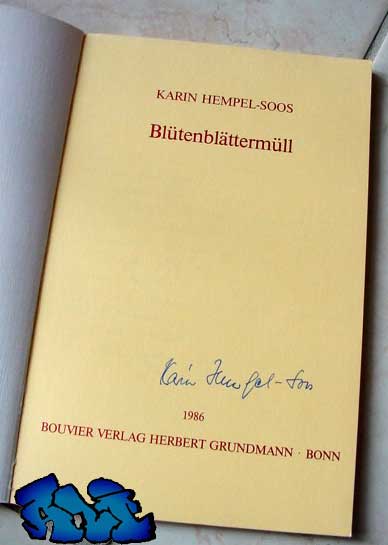 KARIN HEMPEL-SOOS
Blütenblättermüll
Karin Hempel-Soos
1986
BOUVIER VERLAG HERBERT GRUNDMANN · BONN